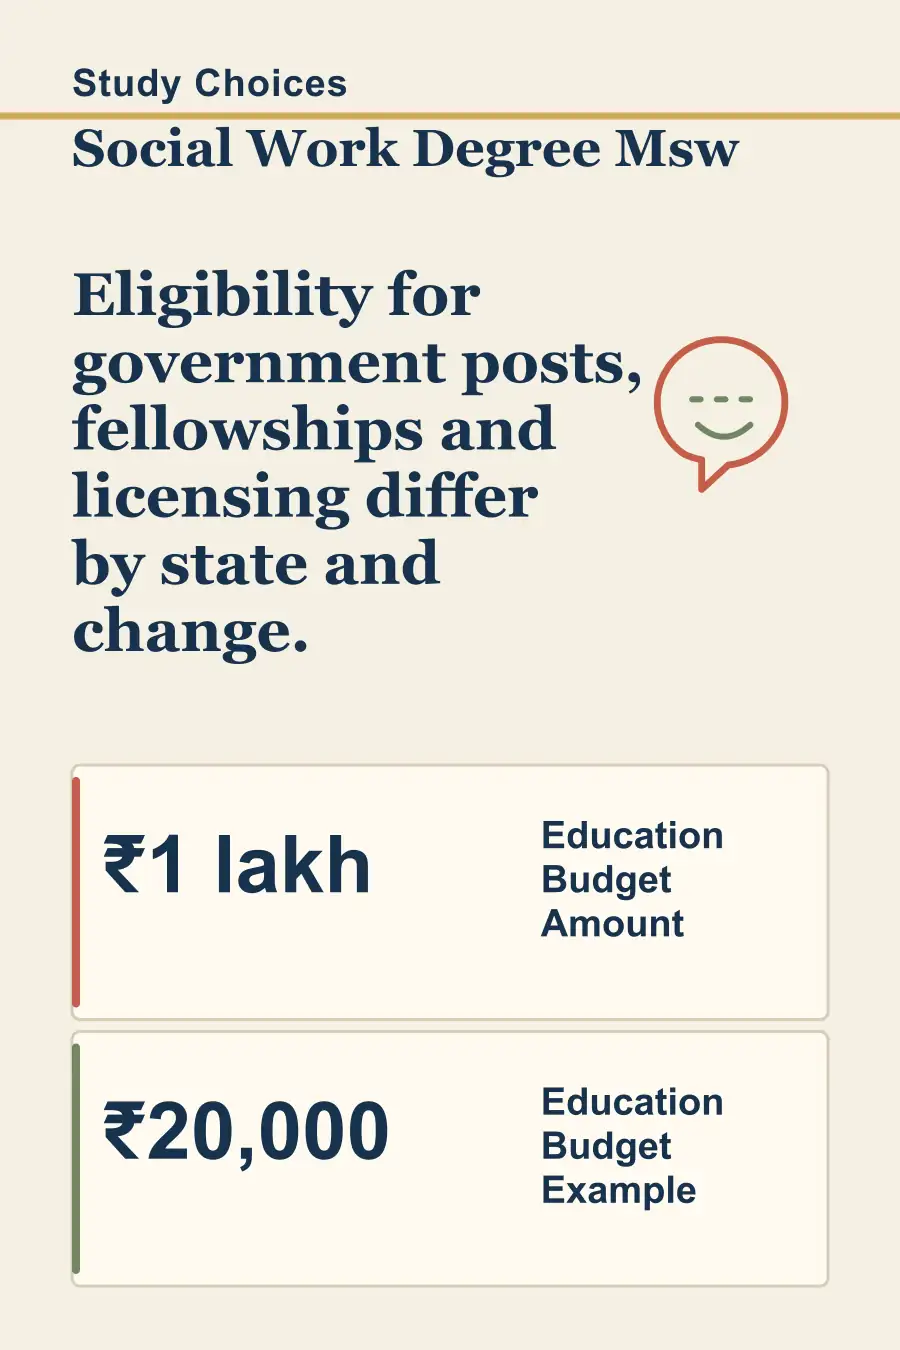 Study Choices
Social Work Degree Msw
Eligibility for
government posts,
fellowships and
licensing differ
by state and
change.
₹1 lakh
Education
Budget
Amount
₹20,000
Education
Budget
Example